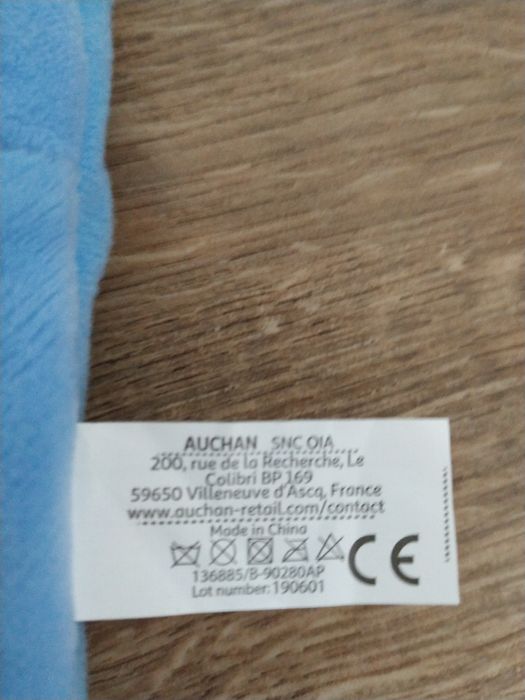 AUCHAN SNC OIA
200, rue de la Recherche, Le
Colibri BP 169
59650 Villeneuve d'Ascq, France
www.auchan-retail.com/contact
Made in China
CE
136885/B-90280AP
Lot number: 190601